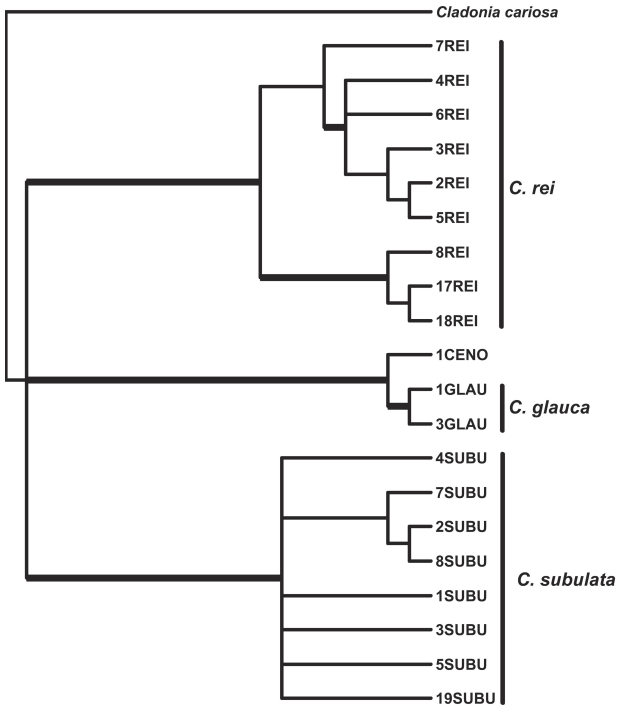 Cladonia cariosa
7REI
4REI
6REI
3REI
2REI
5REI
8REI
17REI
18REI
C. rei
1CENO
1GLAU
3GLAU
C. glauca
4SUBU
7SUBU
2SUBU
8SUBU
1SUBU
3SUBU
5SUBU
19SUBU
C. subulata